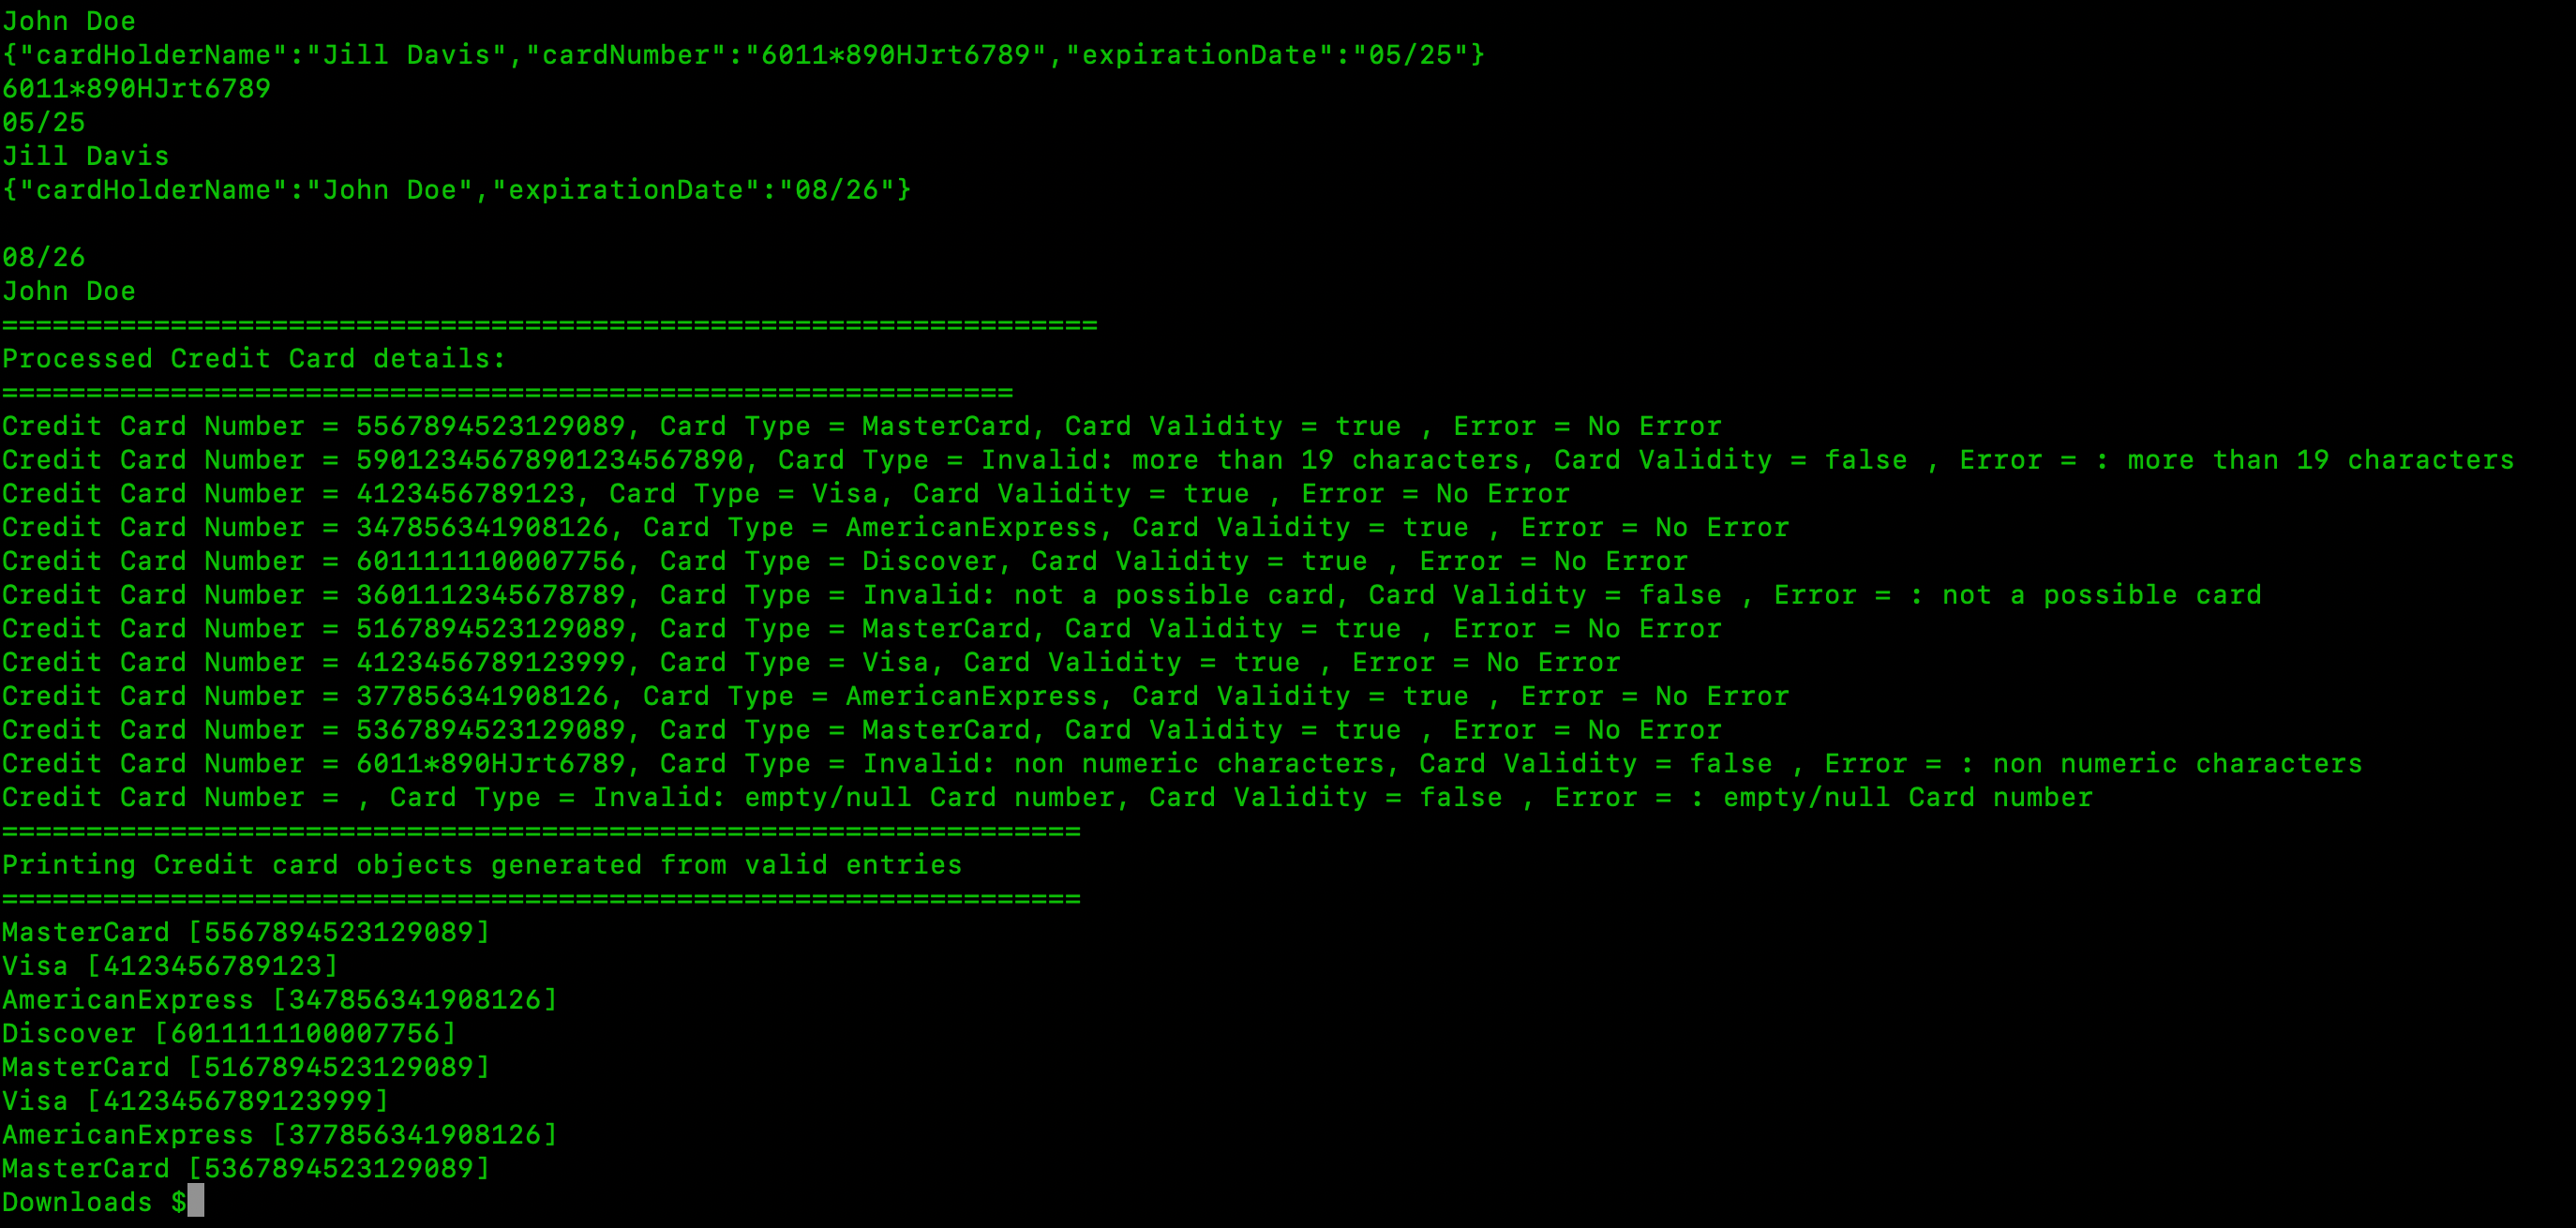 John Doe
{"cardHolderName":"Jill Davis","cardNumber":"6011*890HJrt6789","expirationDate":"05/25"}
6011*890HJrt6789
05/25
Jill Davis
{"cardHolderName":"John Doe","expirationDate":"08/26"}
08/26
John Doe
=================================================================
Processed Credit Card details:
============================================================
Credit Card Number = 5567894523129089, Card Type = MasterCard, Card Validity = true , Error = No Error
Credit Card Number = 59012345678901234567890, Card Type = Invalid: more than 19 characters, Card Validity = false , Error = : more than 19 characters
Credit Card Number = 4123456789123, Card Type = Visa, Card Validity = true , Error = No Error
Credit Card Number = 347856341908126, Card Type = AmericanExpress, Card Validity = true , Error = No Error
Credit Card Number = 6011111100007756, Card Type = Discover, Card Validity = true , Error = No Error
Credit Card Number = 3601112345678789, Card Type = Invalid: not a possible card, Card Validity = false , Error = : not a possible card
Credit Card Number = 5167894523129089, Card Type = MasterCard, Card Validity = true , Error = No Error
Credit Card Number = 4123456789123999, Card Type = Visa, Card Validity = true , Error = No Error
Credit Card Number = 377856341908126, Card Type = AmericanExpress, Card Validity = true , Error = No Error
Credit Card Number = 5367894523129089, Card Type = MasterCard, Card Validity = true , Error = No Error
Credit Card Number = 6011*890HJrt6789, Card Type = Invalid: non numeric characters, Card Validity = false , Error = : non numeric characters
Credit Card Number = , Card Type = Invalid: empty/null Card number, Card Validity = false , Error = : empty/null Card number
================================================================
Printing Credit card objects generated from valid entries
================================================================
MasterCard [5567894523129089]
Visa [4123456789123]
AmericanExpress [347856341908126]
Discover [6011111100007756]
MasterCard [5167894523129089]
Visa [4123456789123999]
AmericanExpress [377856341908126]
MasterCard [5367894523129089]
Downloads $